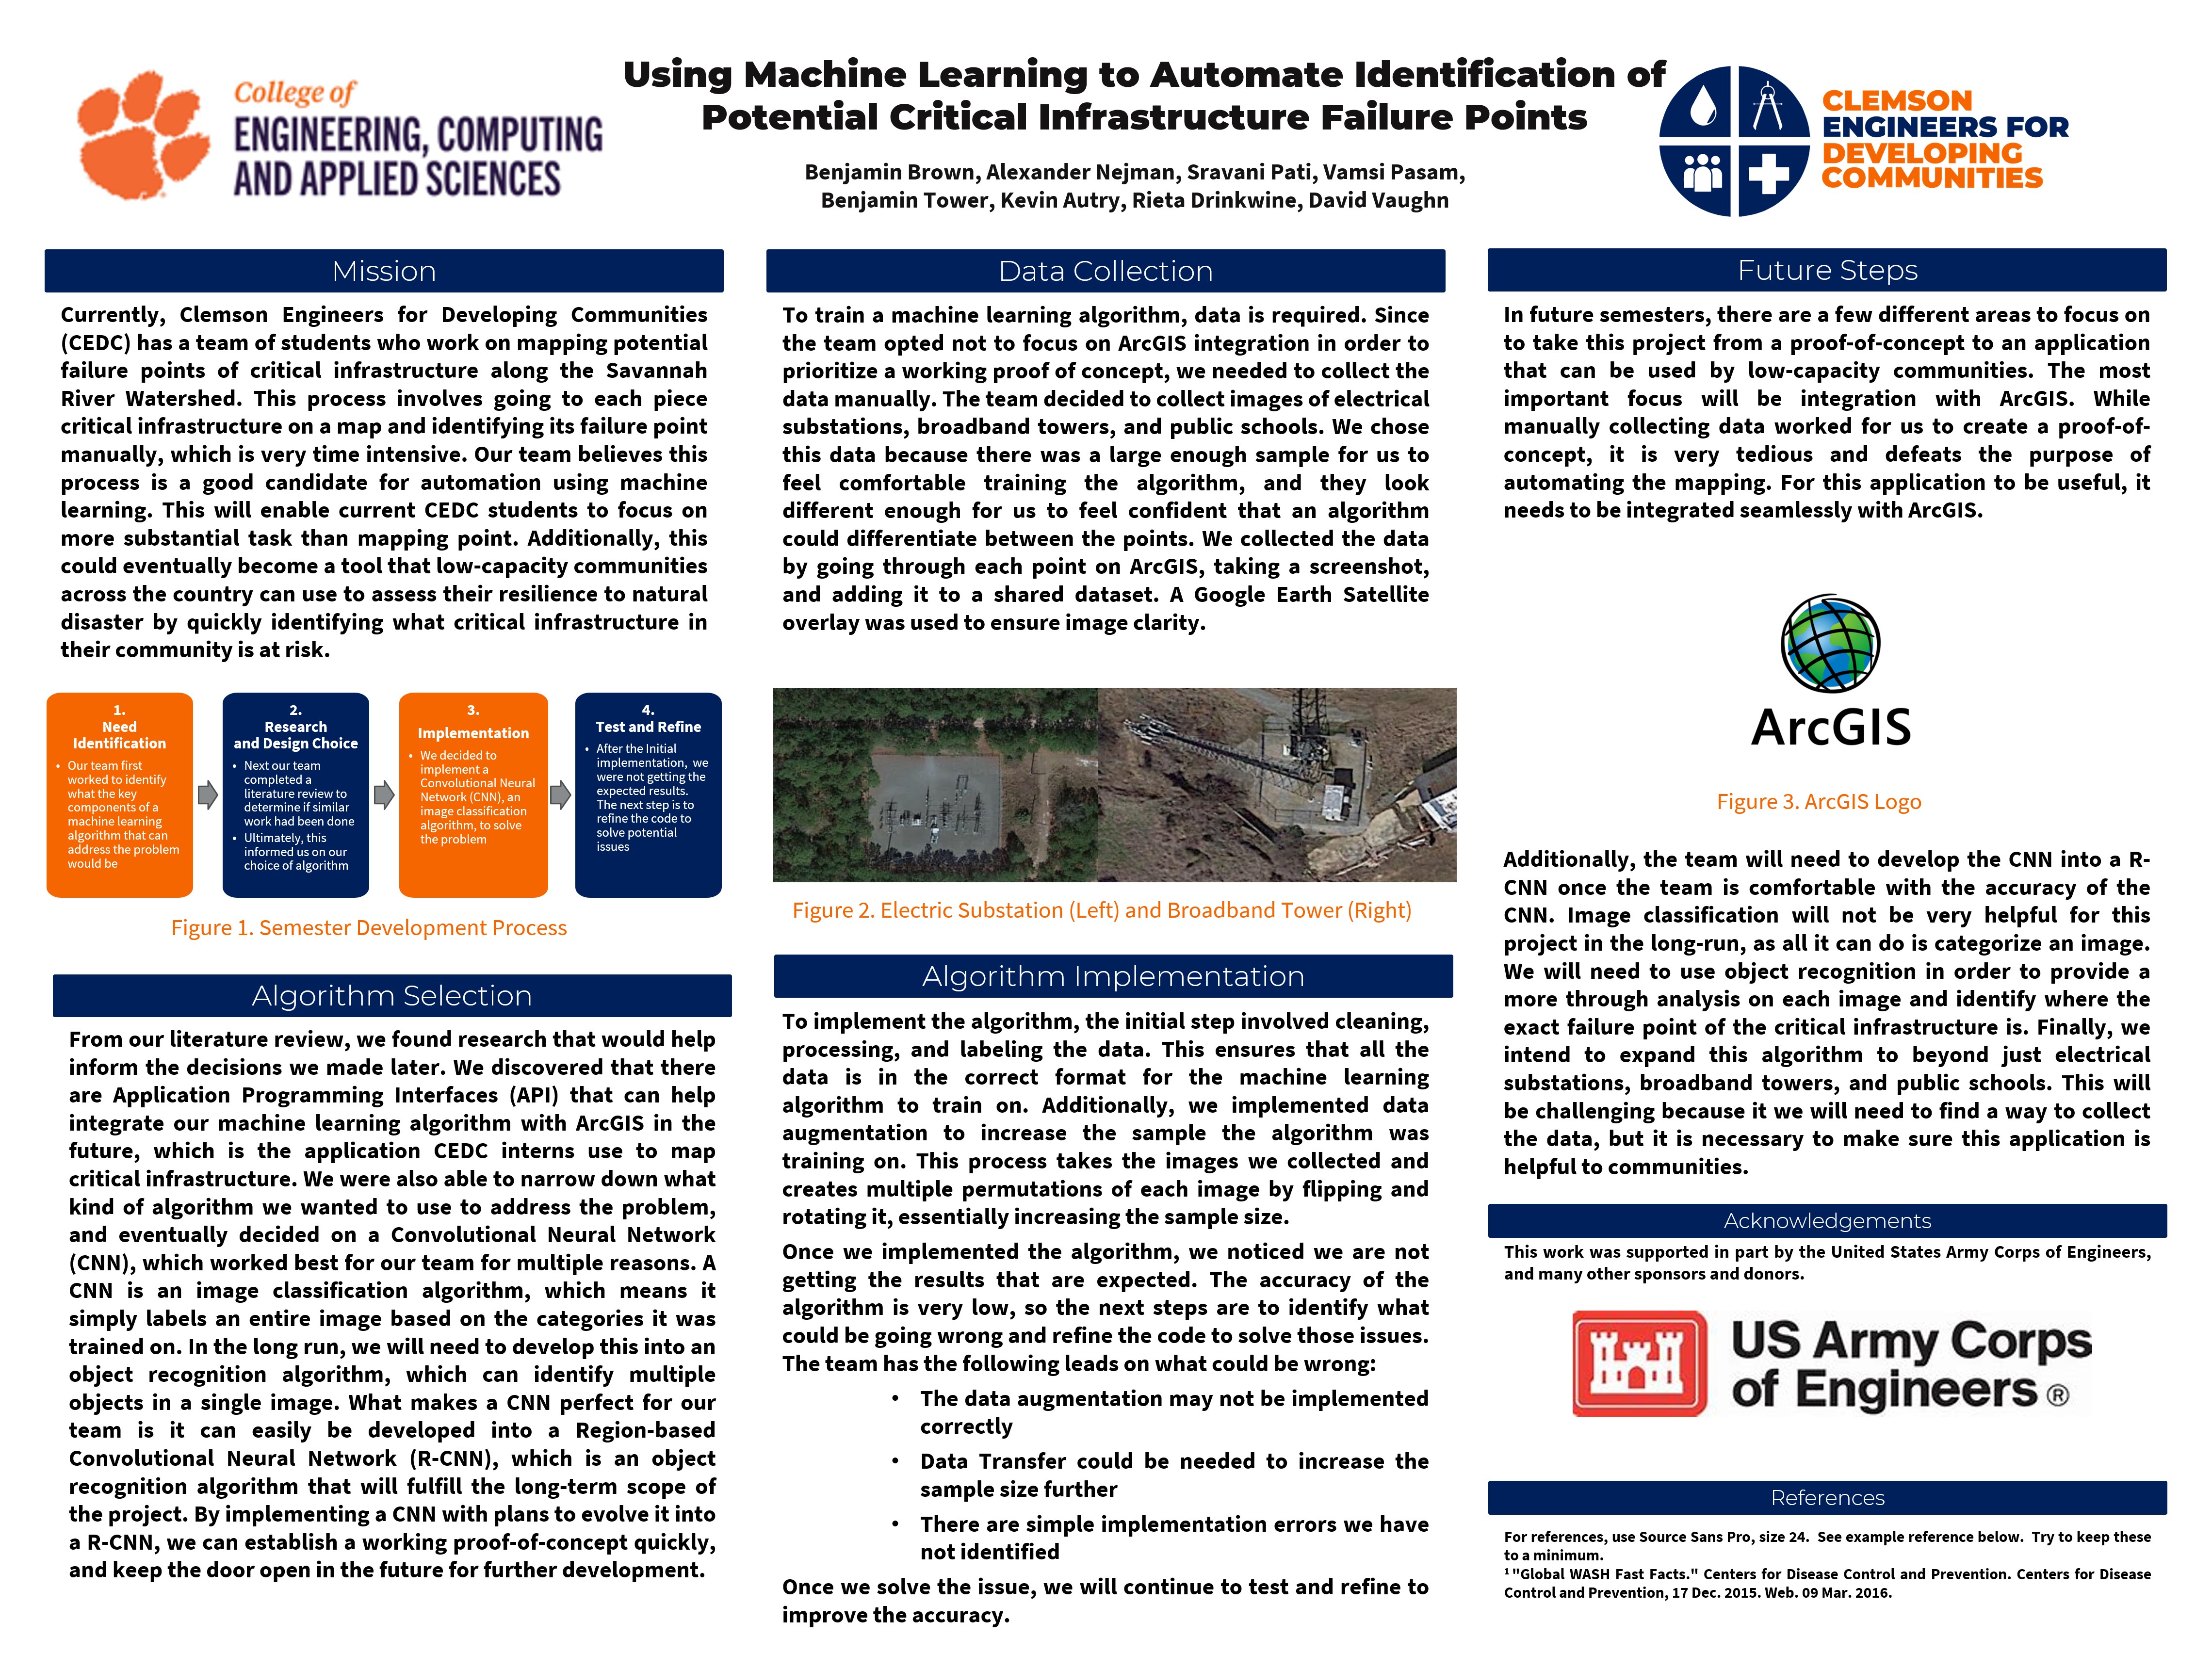 College of
ENGINEERING, COMPUTING
AND APPLIED SCIENCES
Using Machine Learning to Automate Identification of
Potential Critical Infrastructure Failure Points
Benjamin Brown, Alexander Nejman, Sravani Pati, Vamsi Pasam,
Benjamin Tower, Kevin Autry, Rieta Drinkwine, David Vaughn
CLEMSON
ENGINEERS FOR
DEVELOPING
COMMUNITIES
Mission
Currently, Clemson Engineers for Developing Communities
(CEDC) has a team of students who work on mapping potential
failure points of critical infrastructure along the Savannah
River Watershed. This process involves going to each piece
critical infrastructure on a map and identifying its failure point
manually, which is very time intensive. Our team believes this
process is a good candidate for automation using machine
learning. This will enable current CEDC students to focus on
more substantial task than mapping point. Additionally, this
could eventually become a tool that low-capacity communities
across the country can use to assess their resilience to natural
disaster by quickly identifying what critical infrastructure in
their community is at risk.
1.
Need
Identification
• Our team first
worked to identify
what the key
components of a
machine learning
algorithm that can
address the problem
would be
2.
Research
and Design Choice
• Next our team
completed a
literature review to
determine if similar
work had been done
• Ultimately, this
informed us on our
choice of algorithm
3.
Implementation
• We decided to
implement a
Convolutional Neural
Network (CNN), an
image classification
algorithm, to solve
the problem
4.
Test and Refine
• After the Initial
implementation, we
were not getting the
expected results.
The next step is to
refine the code to
solve potential
issues
Figure 1. Semester Development Process
Algorithm Selection
From our literature review, we found research that would help
inform the decisions we made later. We discovered that there
are Application Programming Interfaces (API) that can help
integrate our machine learning algorithm with ArcGIS in the
future, which is the application CEDC interns use to map
critical infrastructure. We were also able to narrow down what
kind of algorithm we wanted to use to address the problem,
and eventually decided on a Convolutional Neural Network
(CNN), which worked best for our team for multiple reasons. A
CNN is an image classification algorithm, which means it
simply labels an entire image based on the categories it was
trained on. In the long run, we will need to develop this into an
object recognition algorithm, which can identify multiple
objects in a single image. What makes a CNN perfect for our
team is it can easily be developed into a Region-based
Convolutional Neural Network (R-CNN), which is an object
recognition algorithm that will fulfill the long-term scope of
the project. By implementing a CNN with plans to evolve it into
a R-CNN, we can establish a working proof-of-concept quickly,
and keep the door open in the future for further development.
Data Collection
To train a machine learning algorithm, data is required. Since
the team opted not to focus on ArcGIS integration in order to
prioritize a working proof of concept, we needed to collect the
data manually. The team decided to collect images of electrical
substations, broadband towers, and public schools. We chose
this data because there was a large enough sample for us to
feel comfortable training the algorithm, and they look
different enough for us to feel confident that an algorithm
could differentiate between the points. We collected the data
by going through each point on ArcGIS, taking a screenshot,
and adding it to a shared dataset. A Google Earth Satellite
overlay was used to ensure image clarity.
Figure 2. Electric Substation (Left) and Broadband Tower (Right)
Algorithm Implementation
To implement the algorithm, the initial step involved cleaning,
processing, and labeling the data. This ensures that all the
data is in the correct format for the machine learning
algorithm to train on. Additionally, we implemented data
augmentation to increase the sample the algorithm was
training on. This process takes the images we collected and
creates multiple permutations of each image by flipping and
rotating it, essentially increasing the sample size.
Once we implemented the algorithm, we noticed we are not
getting the results that are expected. The accuracy of the
algorithm is very low, so the next steps are to identify what
could be going wrong and refine the code to solve those issues.
The team has the following leads on what could be wrong:
• The data augmentation may not be implemented
correctly
• Data Transfer could be needed to increase the
sample size further
• There are simple implementation errors we have
not identified
Once we solve the issue, we will continue to test and refine to
improve the accuracy.
Future Steps
In future semesters, there are a few different areas to focus on
to take this project from a proof-of-concept to an application
that can be used by low-capacity communities. The most
important focus will be integration with ArcGIS. While
manually collecting data worked for us to create a proof-of-
concept, it is very tedious and defeats the purpose of
automating the mapping. For this application to be useful, it
needs to be integrated seamlessly with ArcGIS.
ArcGIS
Figure 3. ArcGIS Logo
Additionally, the team will need to develop the CNN into a R-
CNN once the team is comfortable with the accuracy of the
CNN. Image classification will not be very helpful for this
project in the long-run, as all it can do is categorize an image.
We will need to use object recognition in order to provide a
more through analysis on each image and identify where the
exact failure point of the critical infrastructure is. Finally, we
intend to expand this algorithm to beyond just electrical
substations, broadband towers, and public schools. This will
be challenging because it we will need to find a way to collect
the data, but it is necessary to make sure this application is
helpful to communities.
Acknowledgements
This work was supported in part by the United States Army Corps of Engineers,
and many other sponsors and donors.
US Army Corps
of Engineers ®
References
For references, use Source Sans Pro, size 24. See example reference below. Try to keep these
to a minimum.
¹ "Global WASH Fast Facts." Centers for Disease Control and Prevention. Centers for Disease
Control and Prevention, 17 Dec. 2015. Web. 09 Mar. 2016.